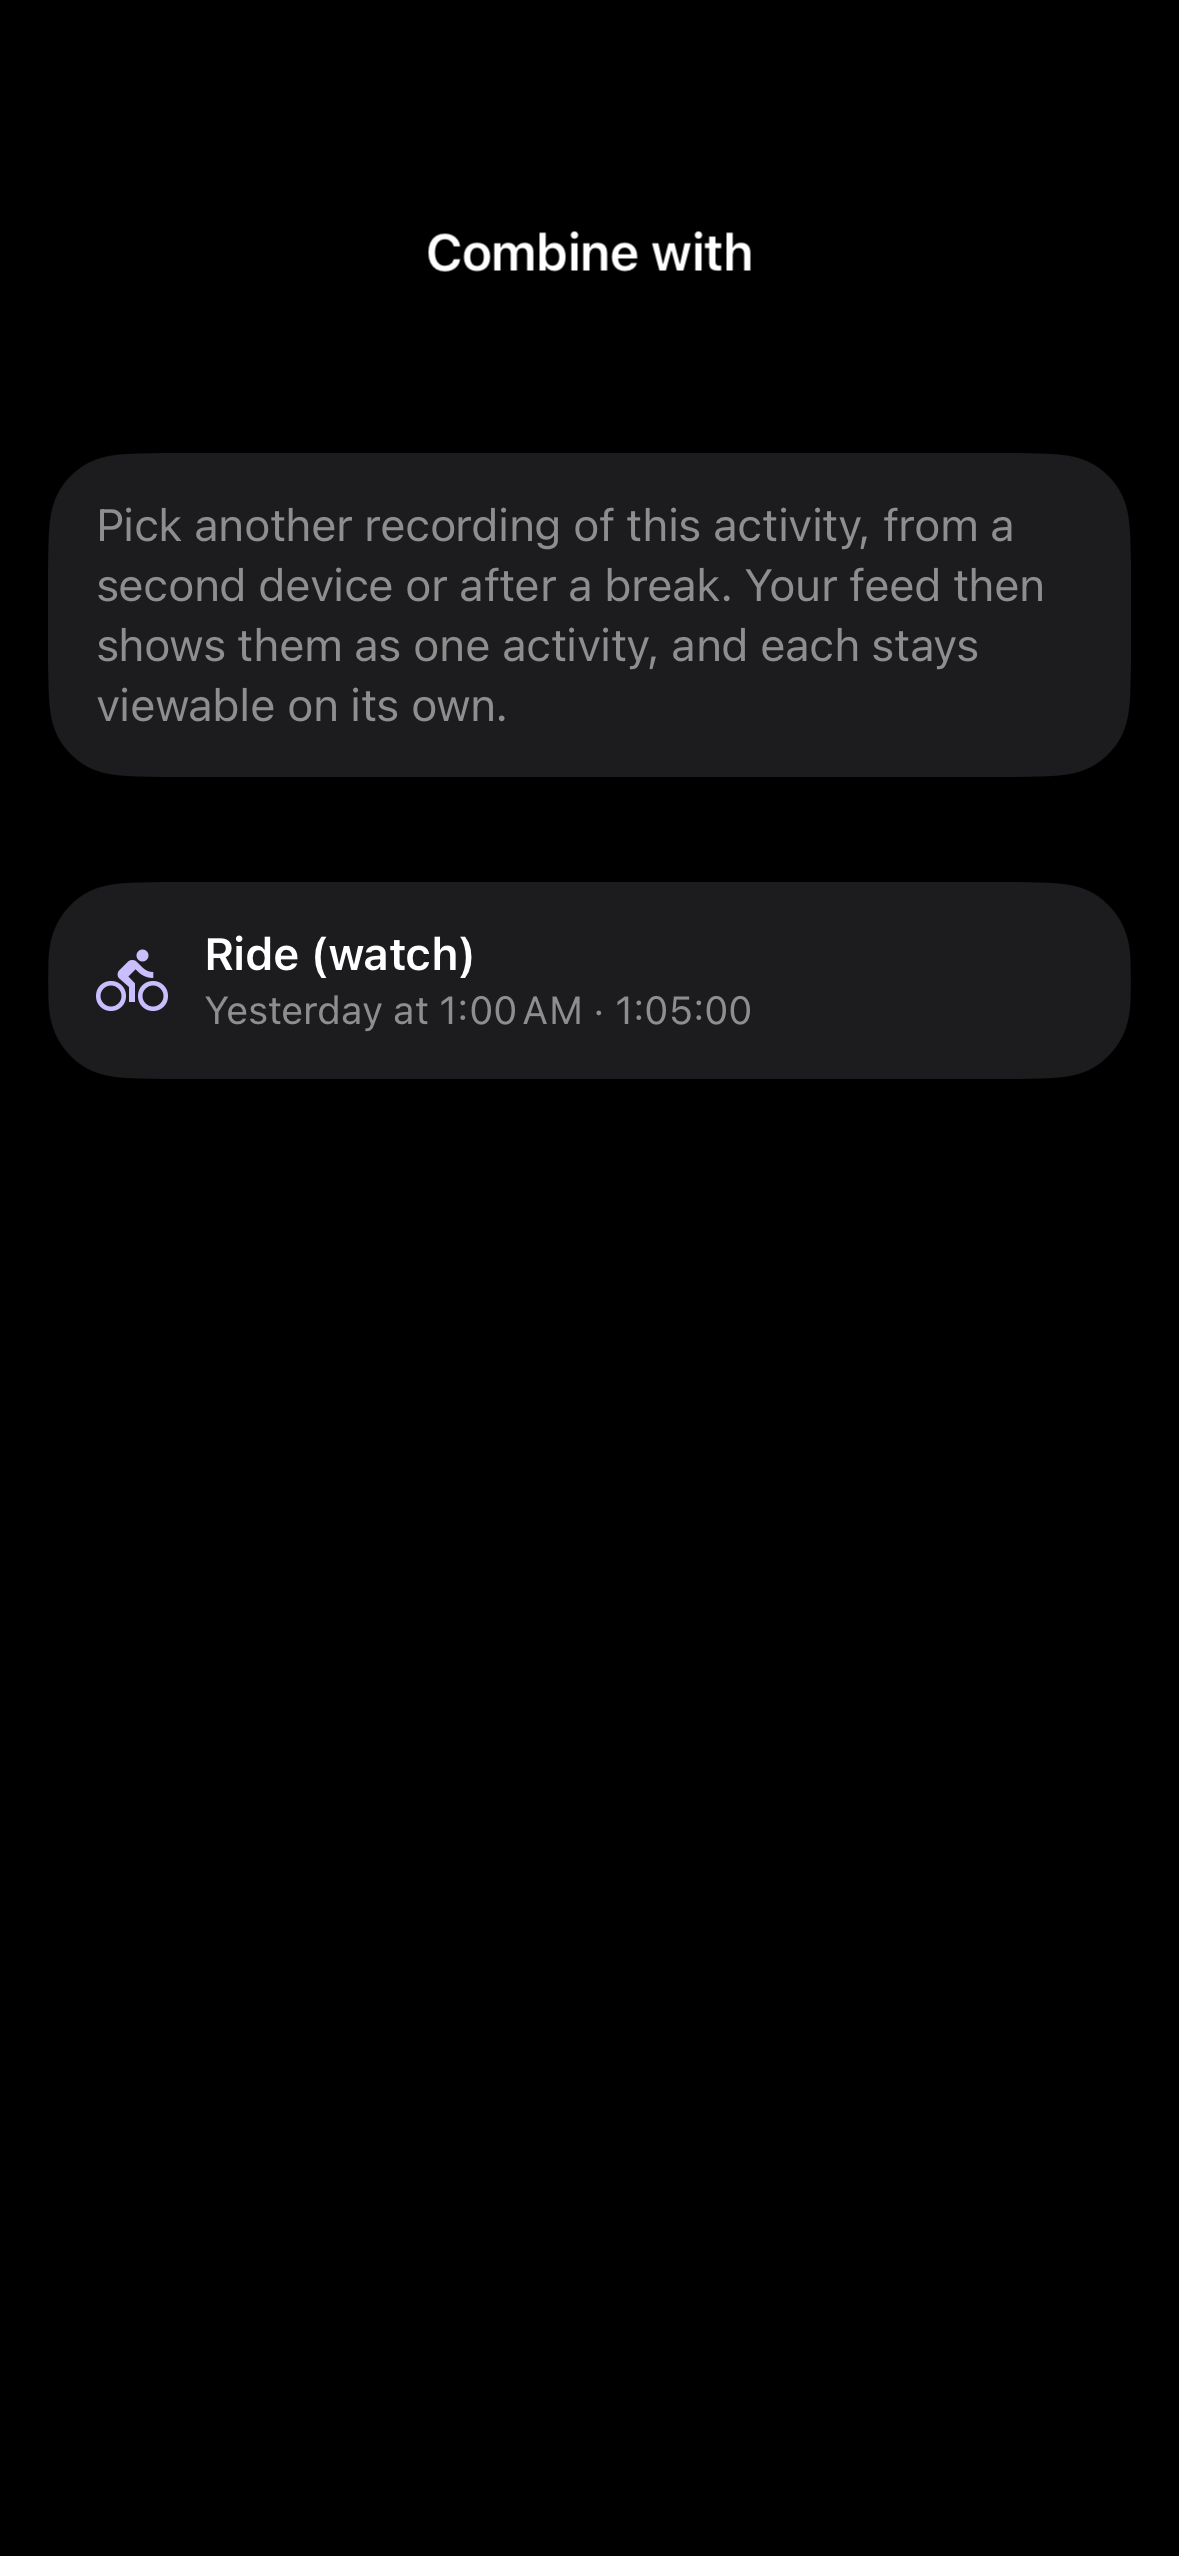 Combine with
Pick another recording of this activity, from a
second device or after a break. Your feed then
shows them as one activity, and each stays
viewable on its own.
Ride (watch)
Yesterday at 1:00 AM · 1:05:00